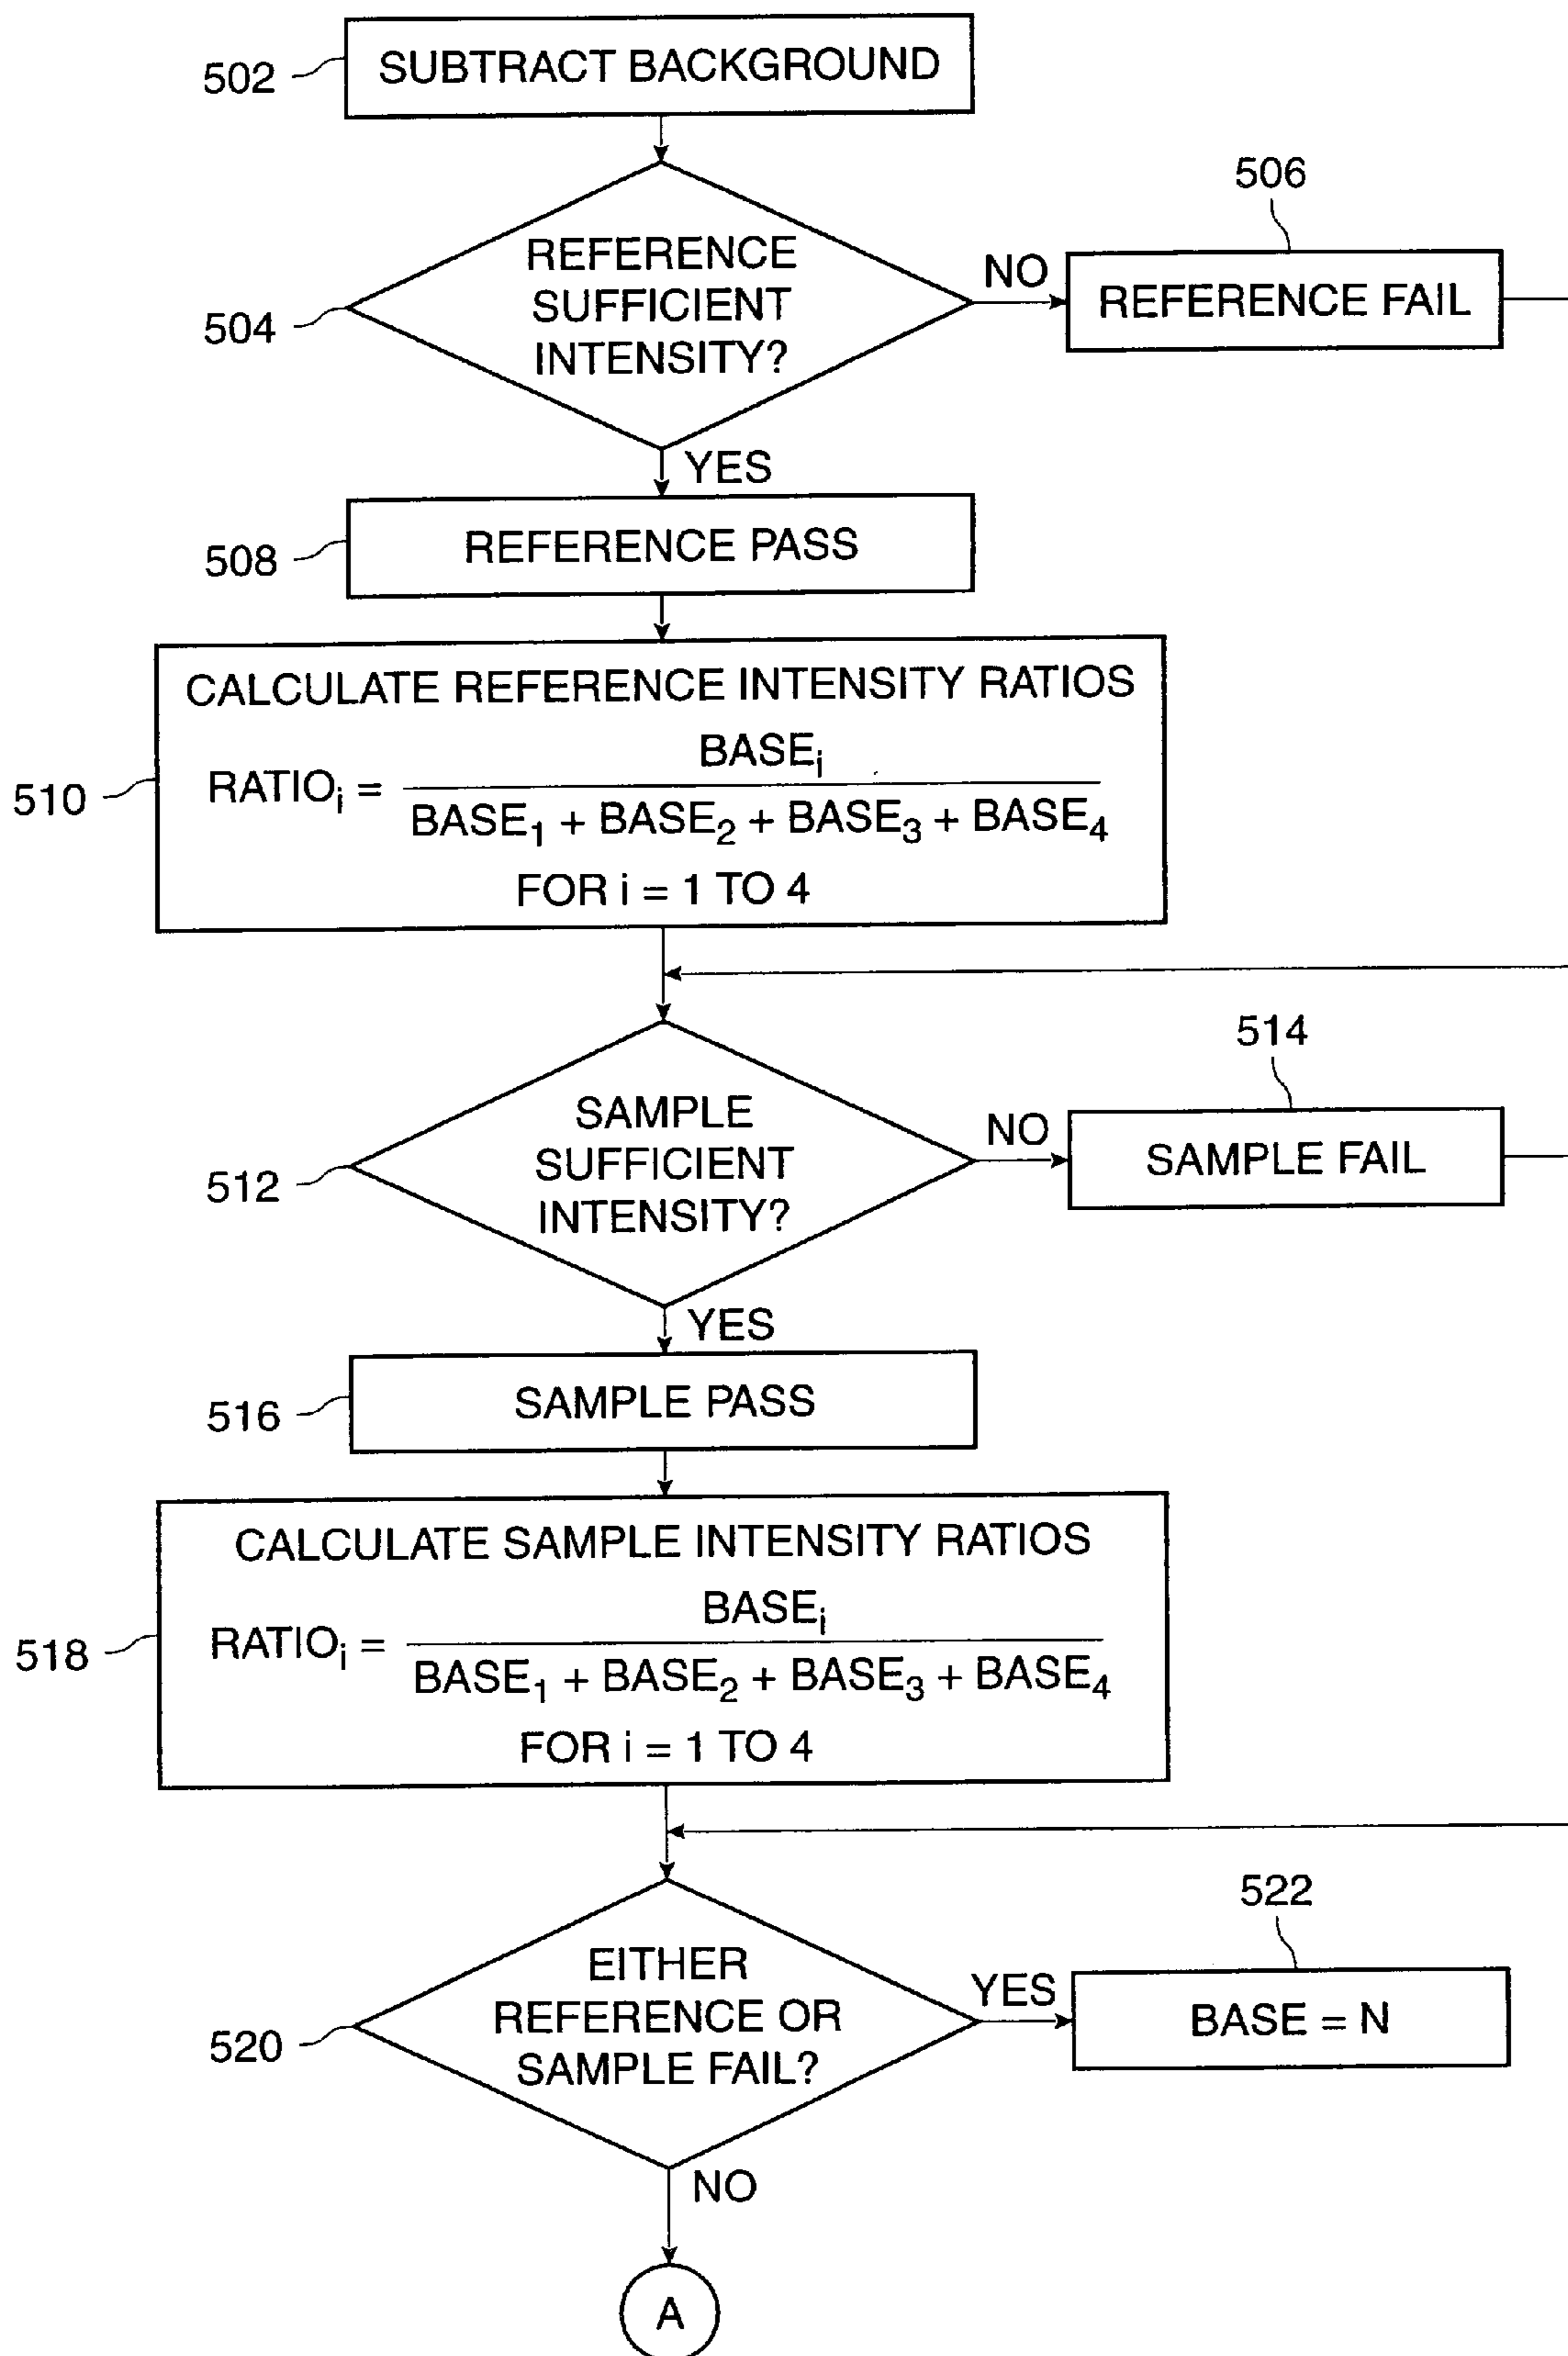 502
SUBTRACT BACKGROUND
506
504
REFERENCE
SUFFICIENT
INTENSITY?
NO
REFERENCE FAIL
YES
508
REFERENCE PASS
510
CALCULATE REFERENCE INTENSITY RATIOS
RATIOi = BASEi
BASE1 + BASE2 + BASE3 + BASE4
FOR i = 1 TO 4
514
512
SAMPLE
SUFFICIENT
INTENSITY?
NO
SAMPLE FAIL
YES
516
SAMPLE PASS
518
CALCULATE SAMPLE INTENSITY RATIOS
RATIOi = BASEi
BASE1 + BASE2 + BASE3 + BASE4
FOR i = 1 TO 4
522
520
EITHER
REFERENCE OR
SAMPLE FAIL?
YES
BASE = N
NO
A